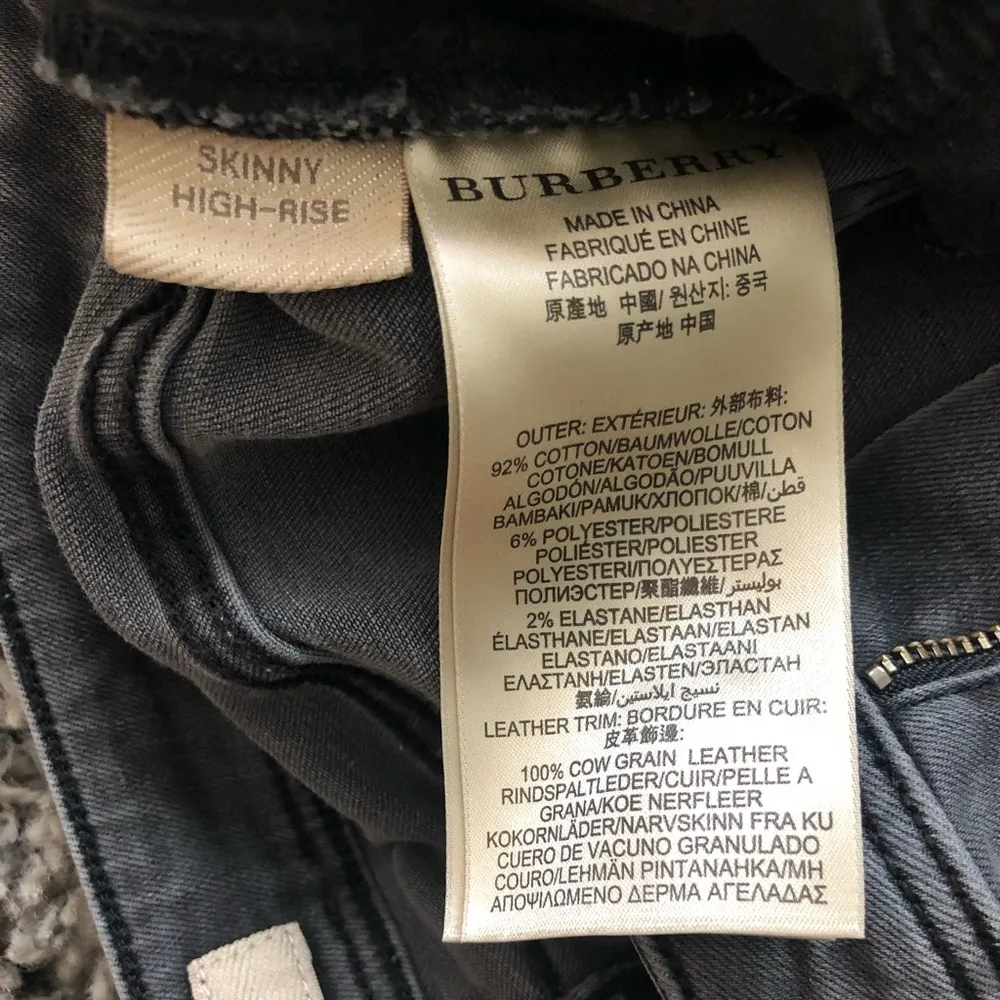 SKINNY
HIGH-RISE
BURBERRY
MADE IN CHINA
FABRIQUÉ EN CHINE
FABRICADO NA CHINA
原產地 中國/ 원산지: 중국
原产地 中国
OUTER: EXTÉRIEUR: 外部布料:
92% COTTON/BAUMWOLLE/COTON
COTONE/KATOEN/BOMULL
ALGODÓN/ALGODÃO/PUUVILLA
BAMBAKI/PAMUK/ХЛОПОК/棉/قطن
6% POLYESTER/POLIESTERE
POLIÉSTER/POLIESTER
POLYESTERI/ΠΟΛΥΕΣΤΕΡΑΣ
ПОЛИЭСТЕР/聚酯纖維/بوليستر
2% ELASTANE/ELASTHAN
ÉLASTHANE/ELASTAAN/ELASTAN
ELASTANO/ELASTAANI
ΕΛΑΣΤΑΝΗ/ELASTEN/ЭЛАСТАН
氨綸/نسيج ايلاستين
LEATHER TRIM: BORDURE EN CUIR:
皮革飾邊:
100% COW GRAIN LEATHER
RINDSPALTLEDER/CUIR/PELLE A
GRANA/KOE NERFLEER
KOKORNLÄDER/NARVSKINN FRA KU
CUERO DE VACUNO GRANULADO
COURO/LEHMÄN PINTANAHKA/ΜΗ
ΑΠΟΨΙΛΩΜΕΝΟ ΔΕΡΜΑ ΑΓΕΛΑΔΑΣ